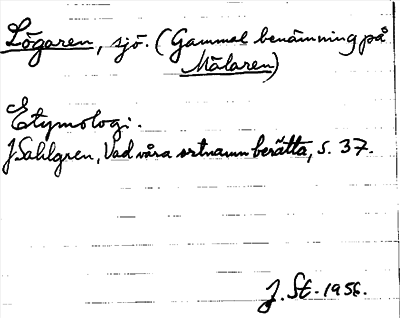 Lögaren, sjö. (Gammal benämning på
Mälaren)
Etymologi.
J. Sahlgren, Vad våra ortnamn berätta, s. 37.
J. St. 1956.